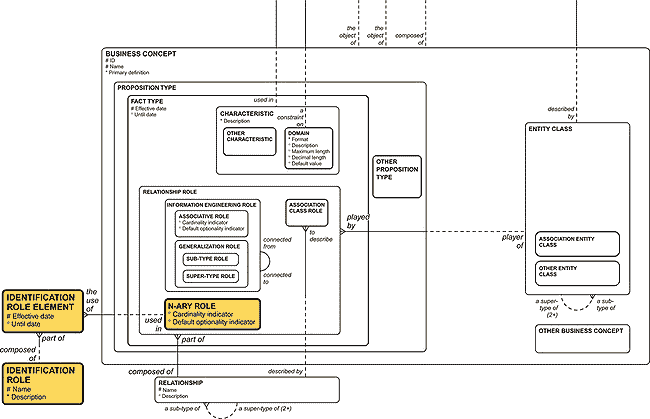 the object of
the object of
composed of
BUSINESS CONCEPT
# ID
# Name
* Primary definition
PROPOSITION TYPE
FACT TYPE
# Effective date
° Until date
used in
a constraint on
described by
CHARACTERISTIC
* Description
OTHER CHARACTERISTIC
DOMAIN
* Format
° Description
° Maximum length
° Decimal length
° Default value
OTHER PROPOSITION TYPE
ENTITY CLASS
RELATIONSHIP ROLE
INFORMATION ENGINEERING ROLE
ASSOCIATIVE ROLE
* Cardinality indicator
° Default optionality indicator
GENERALIZATION ROLE
SUB-TYPE ROLE
SUPER-TYPE ROLE
connected from
connected to
ASSOCIATION CLASS ROLE
to describe
played by
player of
ASSOCIATION ENTITY CLASS
OTHER ENTITY CLASS
a super-type of (2+)
a sub-type of
OTHER BUSINESS CONCEPT
IDENTIFICATION ROLE ELEMENT
# Effective date
° Until date
the use of
used in
N-ARY ROLE
* Cardinality indicator
* Default optionality indicator
part of
composed of
IDENTIFICATION ROLE
# Name
* Description
part of
composed of
described by
RELATIONSHIP
# Name
* Description
a sub-type of
a super-type of (2+)